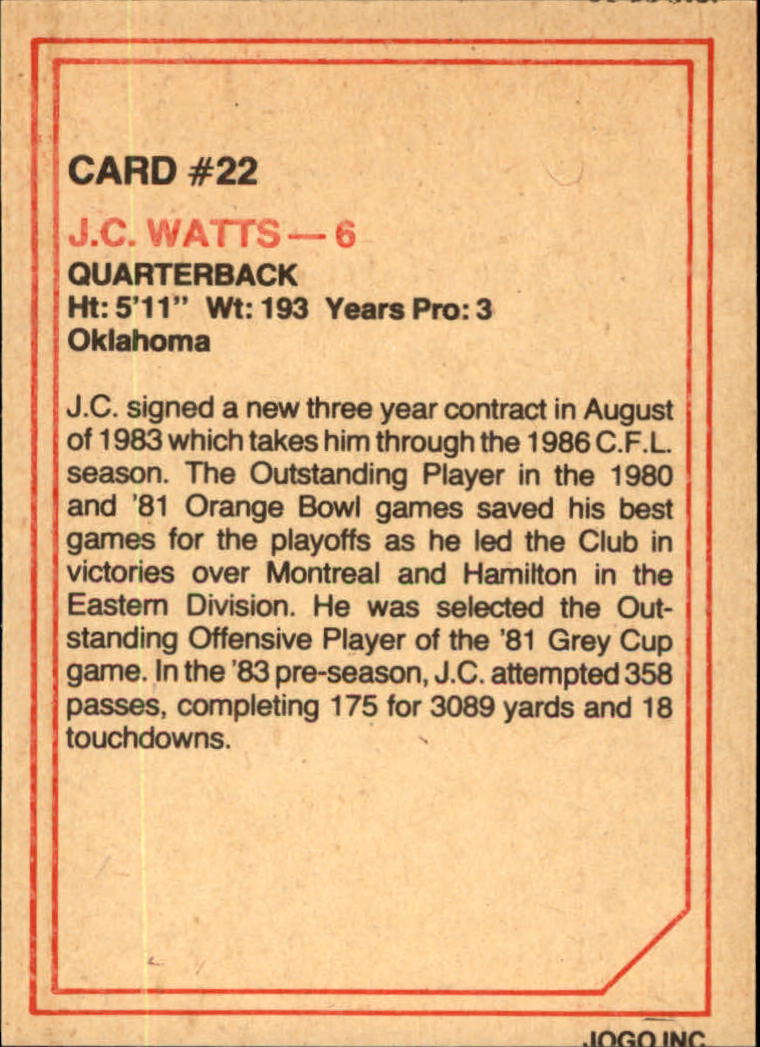 CARD #22
J.C. WATTS — 6
QUARTERBACK
Ht: 5'11" Wt: 193 Years Pro: 3
Oklahoma
J.C. signed a new three year contract in August
of 1983 which takes him through the 1986 C.F.L.
season. The Outstanding Player in the 1980
and '81 Orange Bowl games saved his best
games for the playoffs as he led the Club in
victories over Montreal and Hamilton in the
Eastern Division. He was selected the Out-
standing Offensive Player of the '81 Grey Cup
game. In the '83 pre-season, J.C. attempted 358
passes, completing 175 for 3089 yards and 18
touchdowns.
JOGO INC.